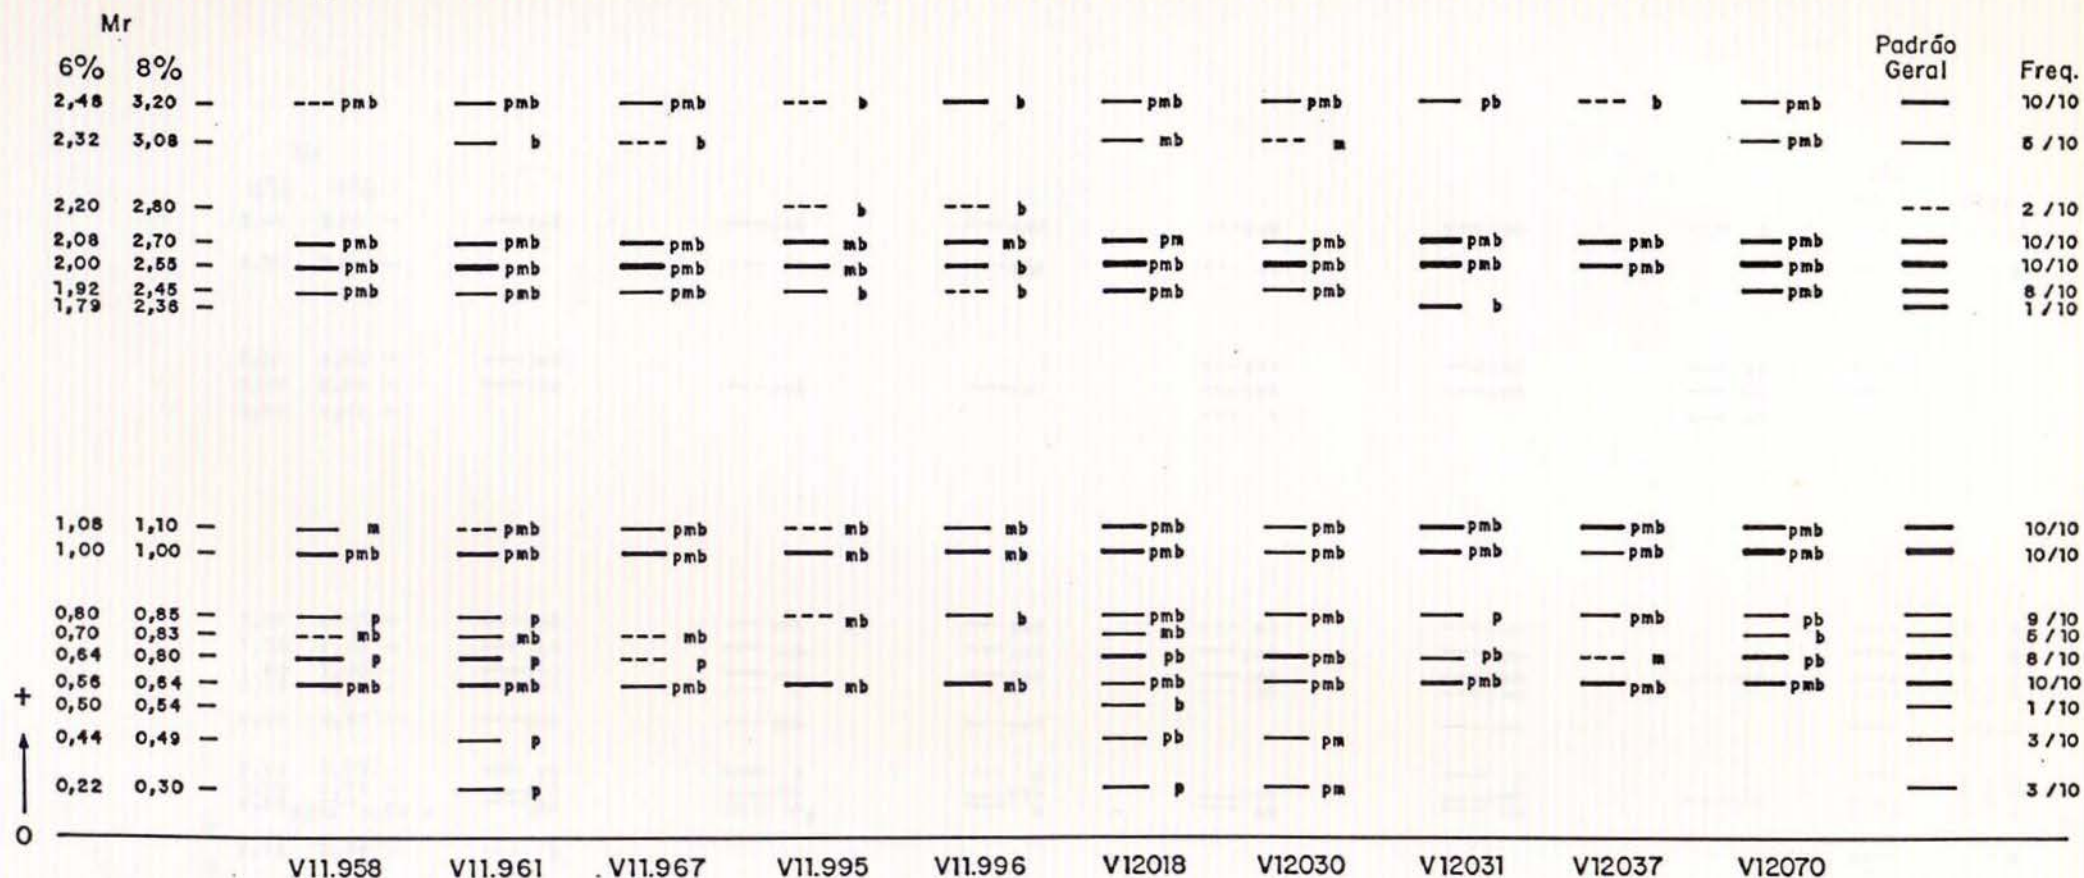 Mr
6% 8% Padrão Geral Freq.
2,48 3,20 pmb pmb pmb b b pmb pmb pb b pmb 10/10
2,32 3,08 b b mb m pmb 5/10
2,20 2,80 b b 2/10
2,08 2,70 pmb pmb pmb mb mb pm pmb pmb pmb pmb 10/10
2,00 2,55 pmb pmb pmb mb b pmb pmb pmb pmb pmb 10/10
1,92 2,45 pmb pmb pmb b b pmb pmb pmb 8/10
1,79 2,36 b 1/10
1,08 1,10 m pmb pmb mb mb pmb pmb pmb pmb pmb 10/10
1,00 1,00 pmb pmb pmb mb mb pmb pmb pmb pmb pmb 10/10
0,80 0,85 p p mb b pmb pmb p pmb pb 9/10
0,70 0,83 mb mb mb mb b 5/10
0,64 0,80 p p p pb pmb pb m pb 8/10
0,56 0,64 pmb pmb pmb mb mb pmb pmb pmb pmb pmb 10/10
+
0,50 0,54 b 1/10
0,44 0,49 p pb pm 3/10
0,22 0,30 p p pm 3/10
O
V11.958 V11.961 V11.967 V11.995 V11.996 V12018 V12030 V12031 V12037 V12070